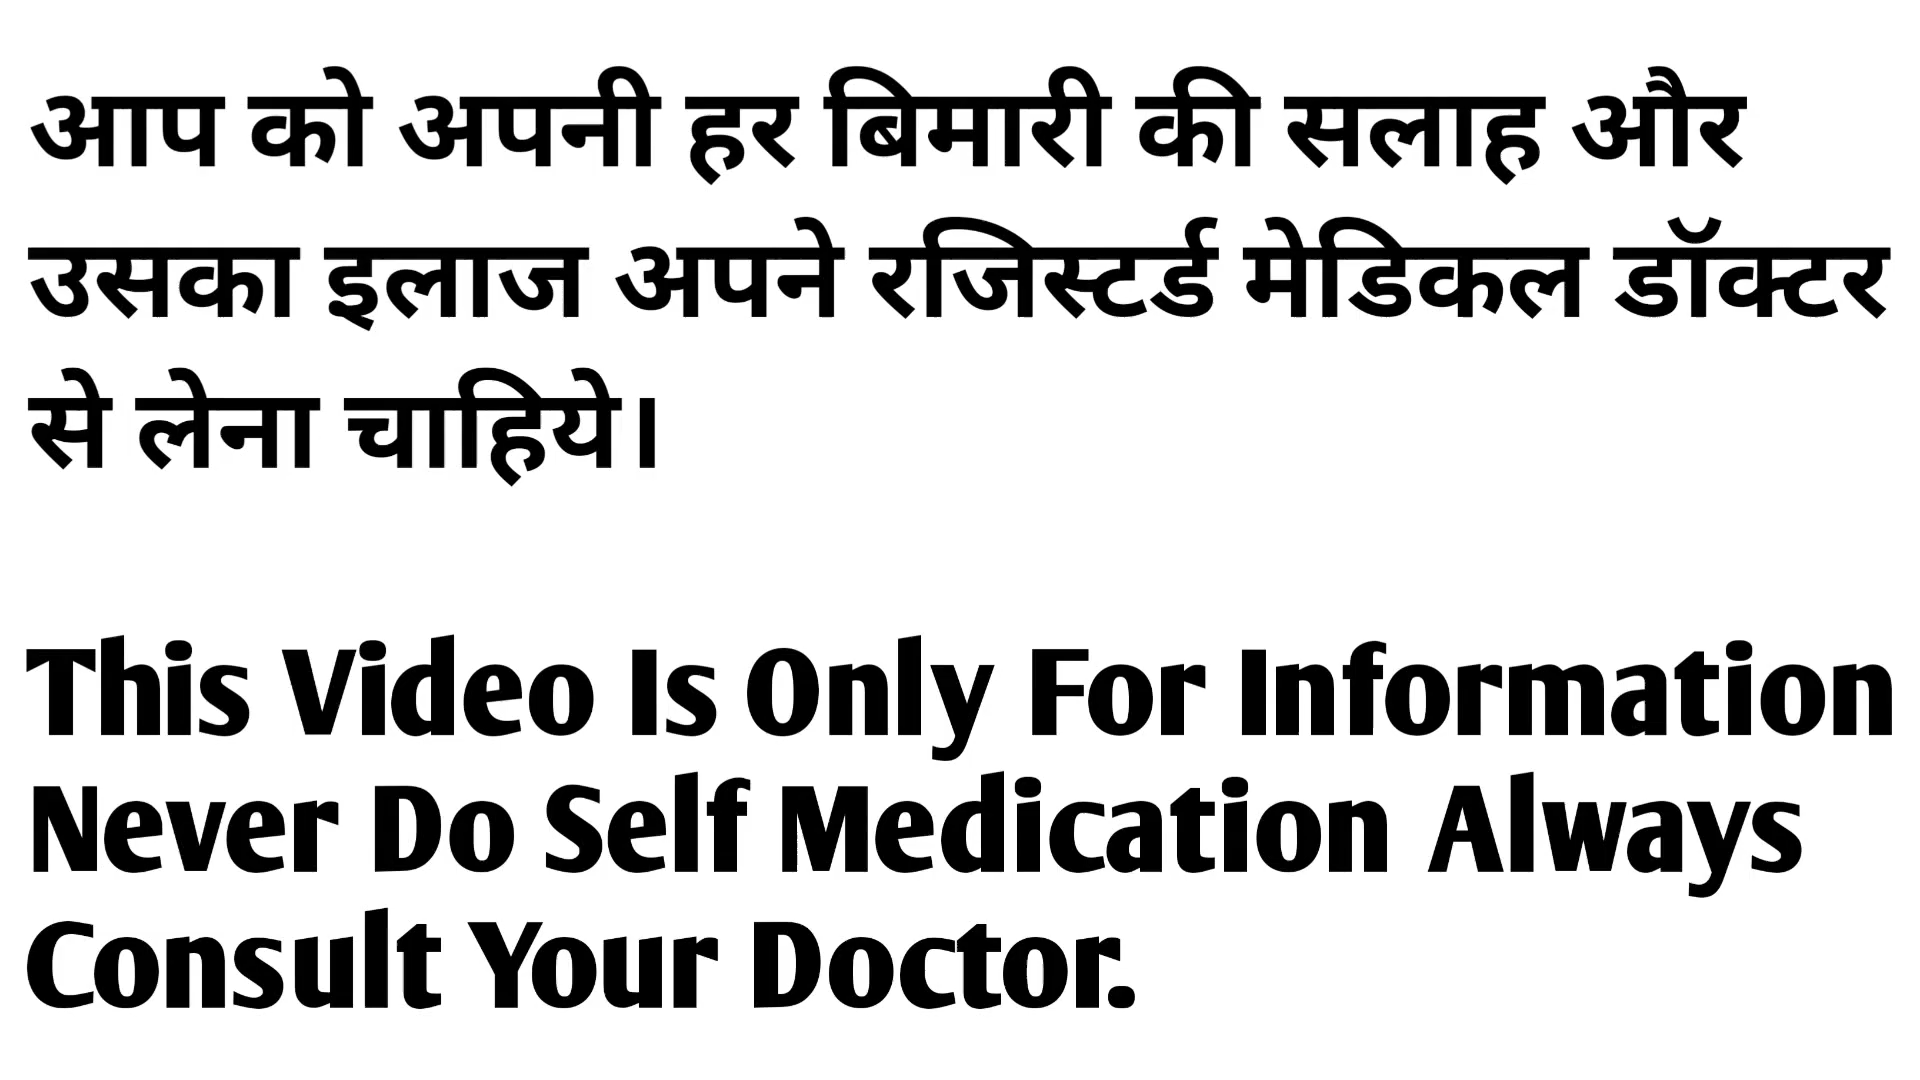 आप को अपनी हर बिमारी की सलाह और
उसका इलाज अपने रजिस्टर्ड मेडिकल डॉक्टर
से लेना चाहिये।
This Video Is Only For Information
Never Do Self Medication Always
Consult Your Doctor.